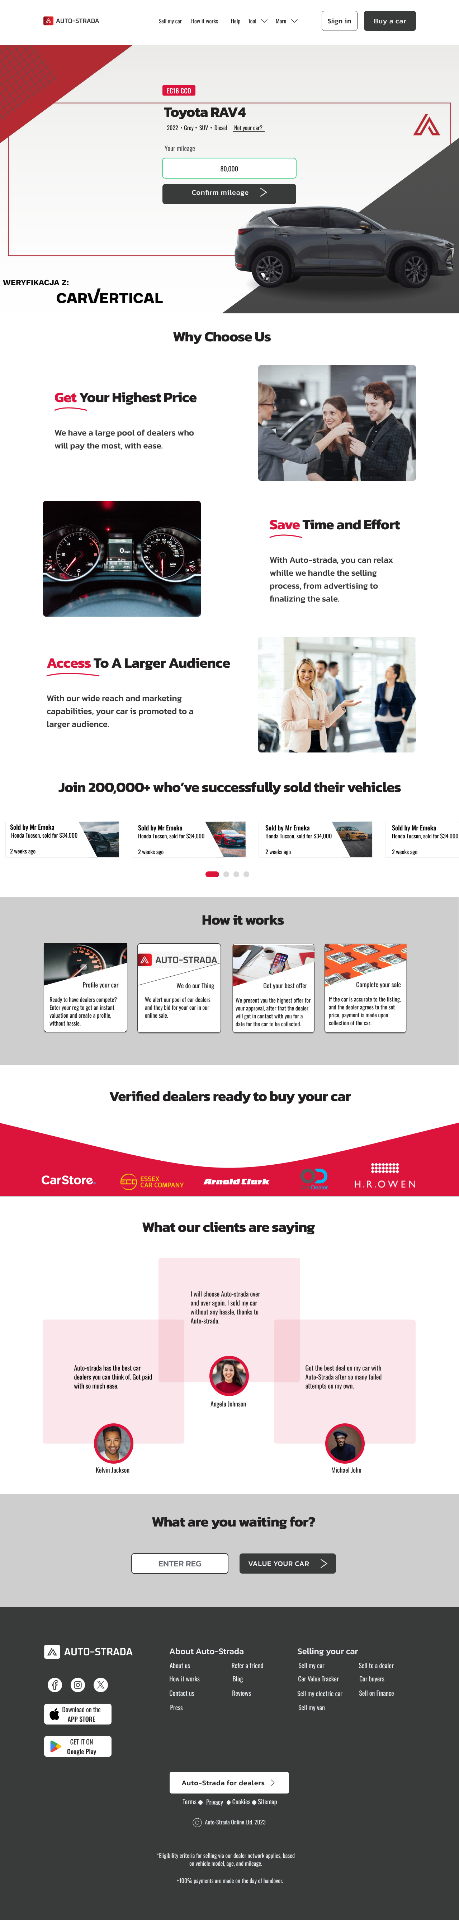 AUTO-STRADA
Sell my car How it works Help Tool More
Sign in
Buy a car
FC18 CCO
Toyota RAV4
2022 • Grey • SUV • Diesel Not your car?
Your mileage
80,000
Confirm mileage
WERYFIKACJA Z:
CARVERTICAL
Why Choose Us
Get Your Highest Price
We have a large pool of dealers who
will pay the most, with ease.
Save Time and Effort
With Auto-strada, you can relax
whille we handle the selling
process, from advertising to
finalizing the sale.
Access To A Larger Audience
With our wide reach and marketing
capabilities, your car is promoted to a
larger audience.
Join 200,000+ who've successfully sold their vehicles
Sold by Mr Emeka
Honda Tucson, sold for $34,000
2 weeks ago
Sold by Mr Emeka
Honda Tucson, sold for $34,000
2 weeks ago
Sold by Mr Emeka
Honda Tucson, sold for $34,000
2 weeks ago
Sold by Mr Emeka
Honda Tucson, sold for $34,000
2 weeks ago
How it works
Profile your car
Ready to have dealers compete?
Enter your reg to get an instant
valuation and create a profile,
without hassle.
AUTO-STRADA
We do our Thing
We alert our pool of car dealers
and they bid for your car in our
online sale.
Get your best offer
We present you the highest offer for
your approval, after that the dealer
will get in contact with you for a
date for the car to be collected.
Complete your sale
If the car is accurate to the listing,
and the dealer agrees to the set
price, payment is made upon
collection of the car.
Verified dealers ready to buy your car
CarStore
ECC ESSEX
CAR COMPANY
Arnold Clark
H.R.OWEN
What our clients are saying
I will choose Auto-strada over
and over again, I sold my car
without any hassle, thanks to
Auto-strada.
Angela Johnson
Auto-strada has the best car
dealers you can think of. Got paid
with so much ease.
Kelvin Jackson
Got the best deal on my car with
Auto-Strada after so many failed
attempts on my own.
Michael John
What are you waiting for?
ENTER REG
VALUE YOUR CAR
AUTO-STRADA
Download on the
APP STORE
GET IT ON
Google Play
About Auto-Strada
About us Refer a friend
How it works Blog
Contact us Reviews
Press
Selling your car
Sell my car Sell to a dealer
Car Value Tracker Car buyers
Sell my electric car Sell on Finance
Sell my van
Auto-Strada for dealers
Terms Privacy Cookies Sitemap
© Auto-Strada Online Ltd, 2023
*Eligibility criteria for selling via our dealer network applies, based
on vehicle model, age, and mileage.
*100% payments are made on the day of handover.